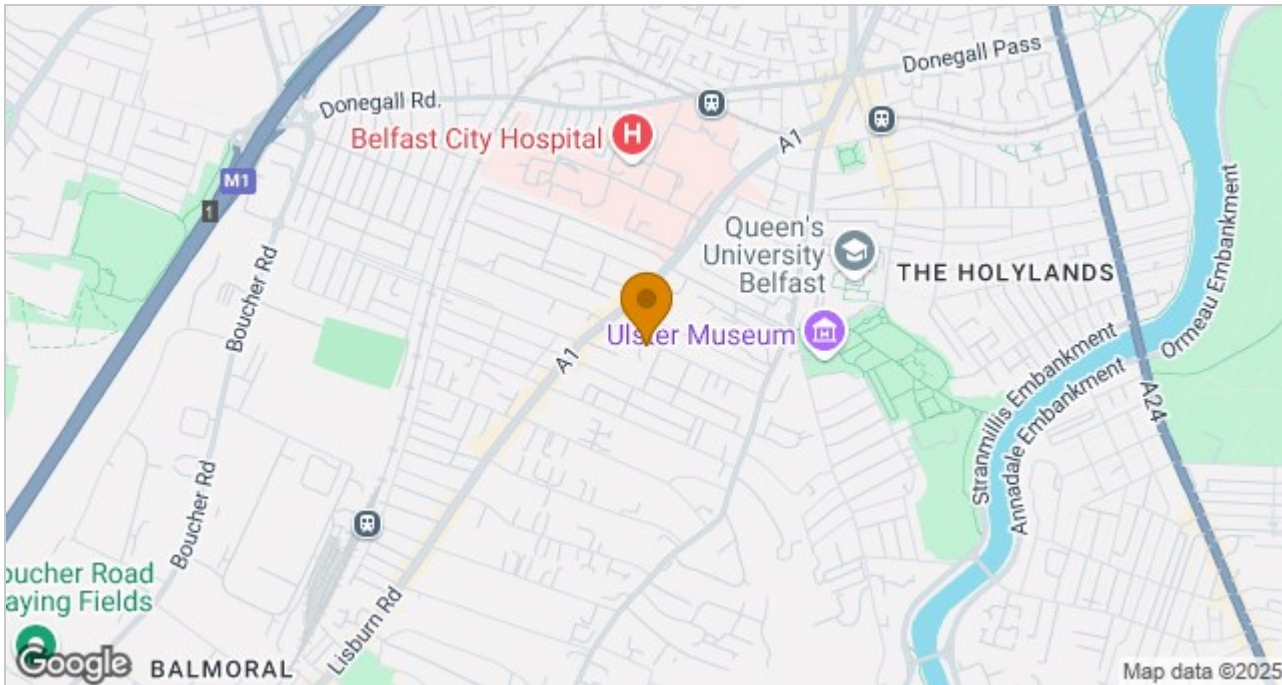 Donegall Pass
Donegall Rd.
Belfast City Hospital
H
A1
M1
1
Queen's
University
Belfast
THE HOLYLANDS
Boucher Rd
Ulster Museum
A1
Stranmillis Embankment
Annadale Embankment
Ormeau Embankment
A24
Boucher Rd
oucher Road
aying Fields
Lisburn Rd
Google
BALMORAL
Map data ©2025